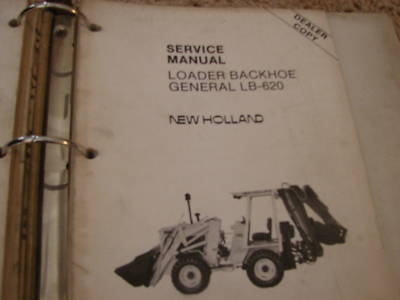 DEALER
COPY
SERVICE
MANUAL
LOADER BACKHOE
GENERAL LB-620
NEW HOLLAND